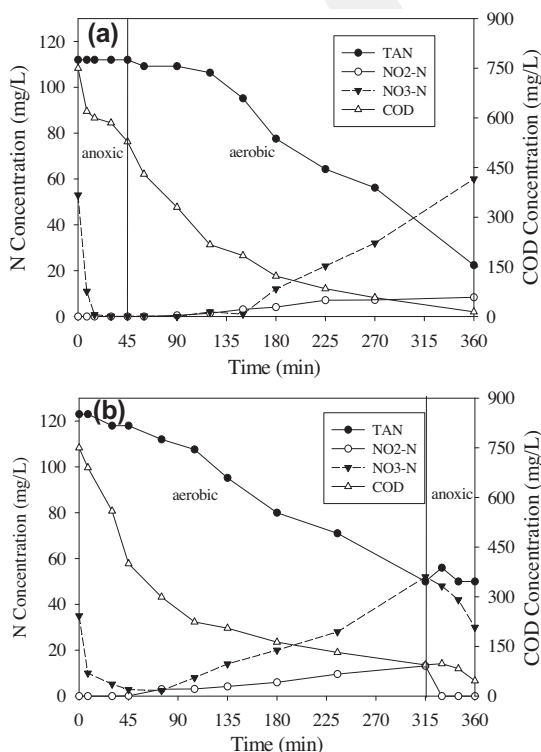 (a)
N Concentration (mg/L)
COD Concentration (mg/L)
120
100
80
60
40
20
0
900
750
600
450
300
150
0
TAN
NO2-N
NO3-N
COD
anoxic
aerobic
0 45 90 135 180 225 270 315 360
Time (min)
(b)
N Concentration (mg/L)
COD Concentration (mg/L)
120
100
80
60
40
20
0
900
750
600
450
300
150
0
TAN
NO2-N
NO3-N
COD
aerobic
anoxic
0 45 90 135 180 225 270 315 360
Time (min)